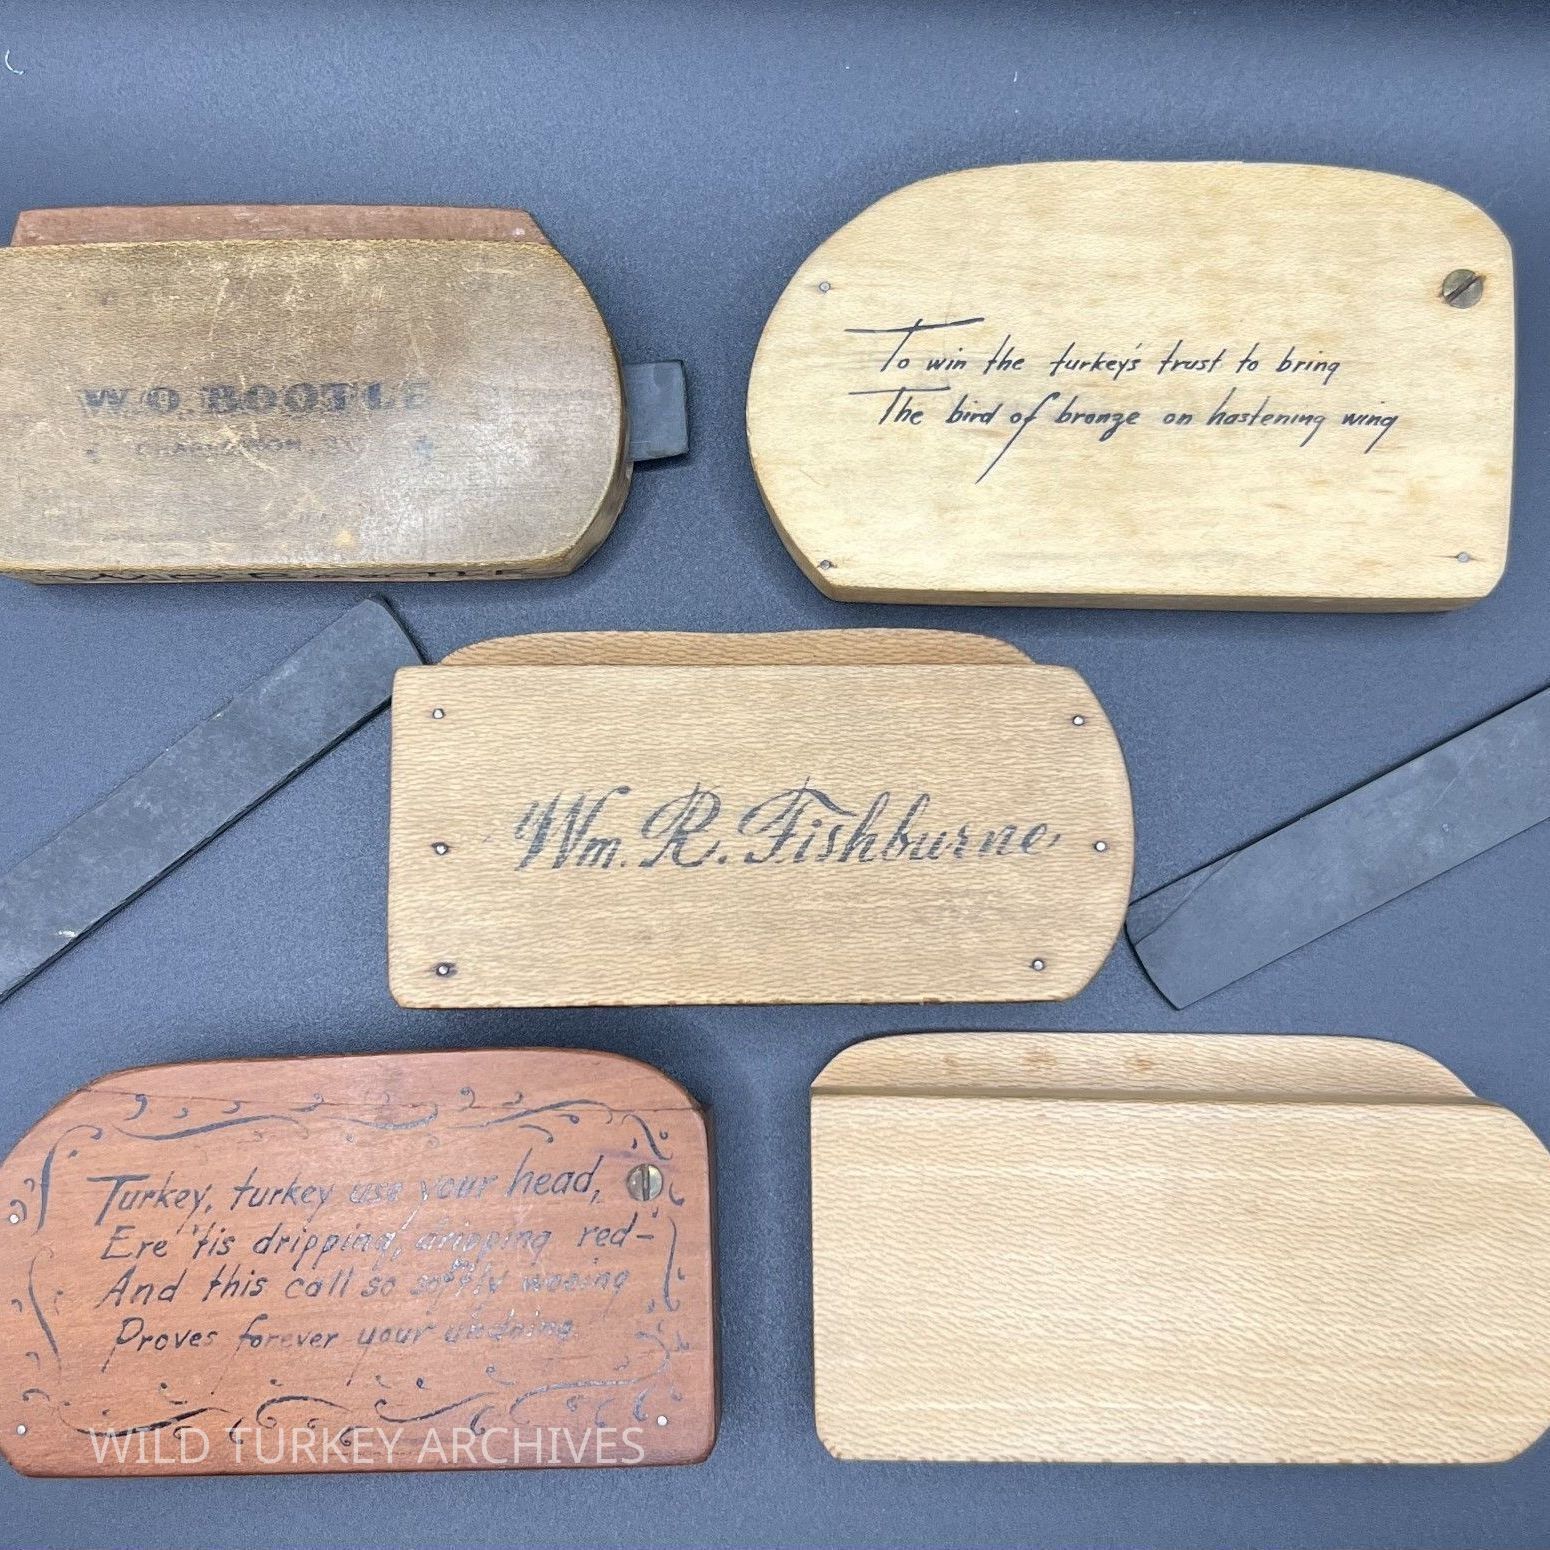 W.O. BOOTLE
To win the turkey's trust to bring
The bird of bronze on hastening wing
Wm. R. Fishburne
Turkey, turkey use your head,
Ere 'tis dripping, dripping red-
And this call so softly wooing
Proves forever your undoing.
WILD TURKEY ARCHIVES